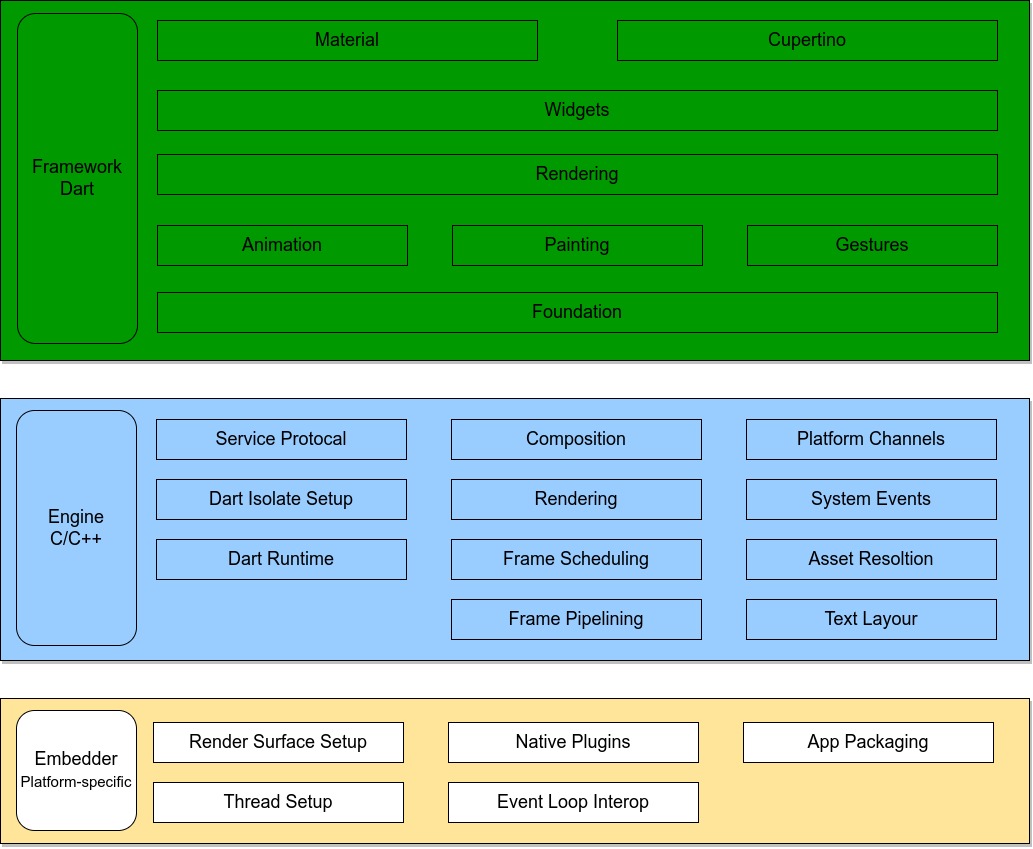 Framework
Dart
Material
Cupertino
Widgets
Rendering
Animation
Painting
Gestures
Foundation
Engine
C/C++
Service Protocal
Composition
Platform Channels
Dart Isolate Setup
Rendering
System Events
Dart Runtime
Frame Scheduling
Asset Resoltion
Frame Pipelining
Text Layour
Embedder
Platform-specific
Render Surface Setup
Native Plugins
App Packaging
Thread Setup
Event Loop Interop